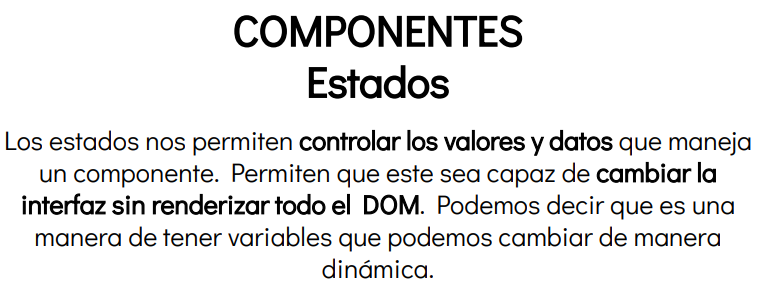 COMPONENTES
Estados
Los estados nos permiten controlar los valores y datos que maneja
un componente. Permiten que este sea capaz de cambiar la
interfaz sin renderizar todo el DOM. Podemos decir que es una
manera de tener variables que podemos cambiar de manera
dinámica.